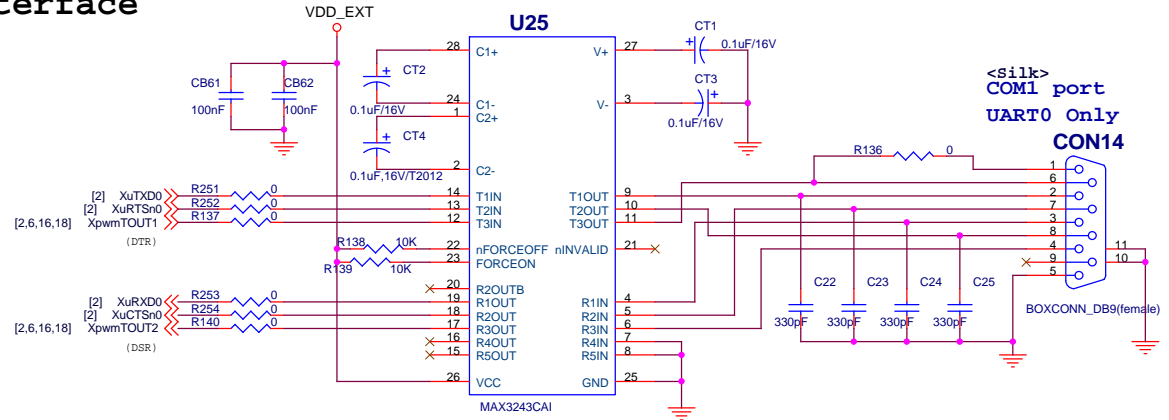 terface
VDD_EXT
U25
CB61
100nF
CB62
100nF
CT2
0.1uF/16V
CT4
0.1uF,16V/T2012
CT1
0.1uF/16V
CT3
0.1uF/16V
28 C1+
24 C1-
1 C2+
2 C2-
V+ 27
V- 3
<Silk>
COM1 port
UART0 Only
CON14
R136 0
[2] XuTXD0 R251 0 14 T1IN
[2] XuRTSn0 R252 0 13 T2IN
[2,6,16,18] XpwmTOUT1 R137 0 12 T3IN
(DTR)
T1OUT 9
T2OUT 10
T3OUT 11
R138 10K 22 nFORCEOFF
nINVALID 21
R139 10K 23 FORCEON
20 R2OUTB
[2] XuRXD0 R253 0 19 R1OUT
[2] XuCTSn0 R254 0 18 R2OUT
[2,6,16,18] XpwmTOUT2 R140 0 17 R3OUT
(DSR)
16 R4OUT
15 R5OUT
R1IN 4
R2IN 5
R3IN 6
R4IN 7
R5IN 8
26 VCC
GND 25
MAX3243CAI
C22
330pF
C23
330pF
C24
330pF
C25
330pF
1
6
2
7
3
8
4
9
5
11
10
BOXCONN_DB9(female)